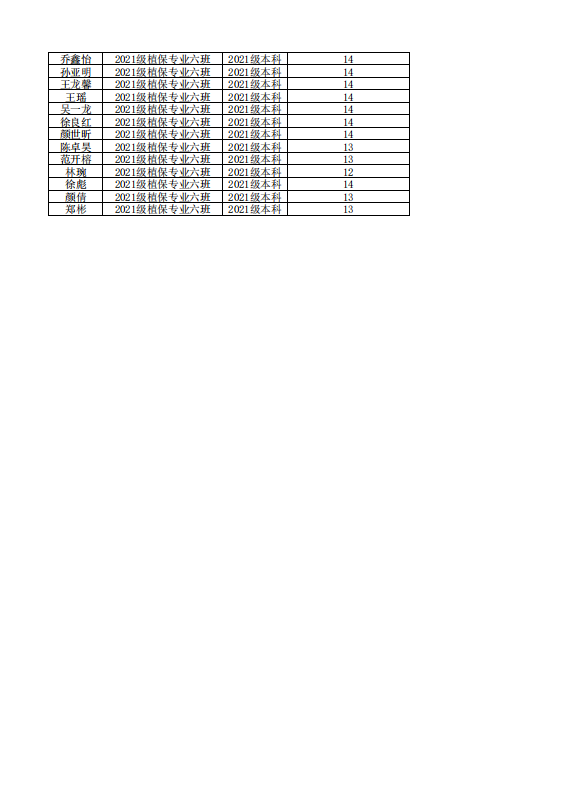 乔鑫怡 2021级植保专业六班 2021级本科 14
孙亚明 2021级植保专业六班 2021级本科 14
王龙馨 2021级植保专业六班 2021级本科 14
王瑶 2021级植保专业六班 2021级本科 14
吴一龙 2021级植保专业六班 2021级本科 14
徐良红 2021级植保专业六班 2021级本科 14
颜世昕 2021级植保专业六班 2021级本科 14
陈卓昊 2021级植保专业六班 2021级本科 13
范开榕 2021级植保专业六班 2021级本科 13
林琬 2021级植保专业六班 2021级本科 12
徐彪 2021级植保专业六班 2021级本科 14
颜倩 2021级植保专业六班 2021级本科 13
郑彬 2021级植保专业六班 2021级本科 13